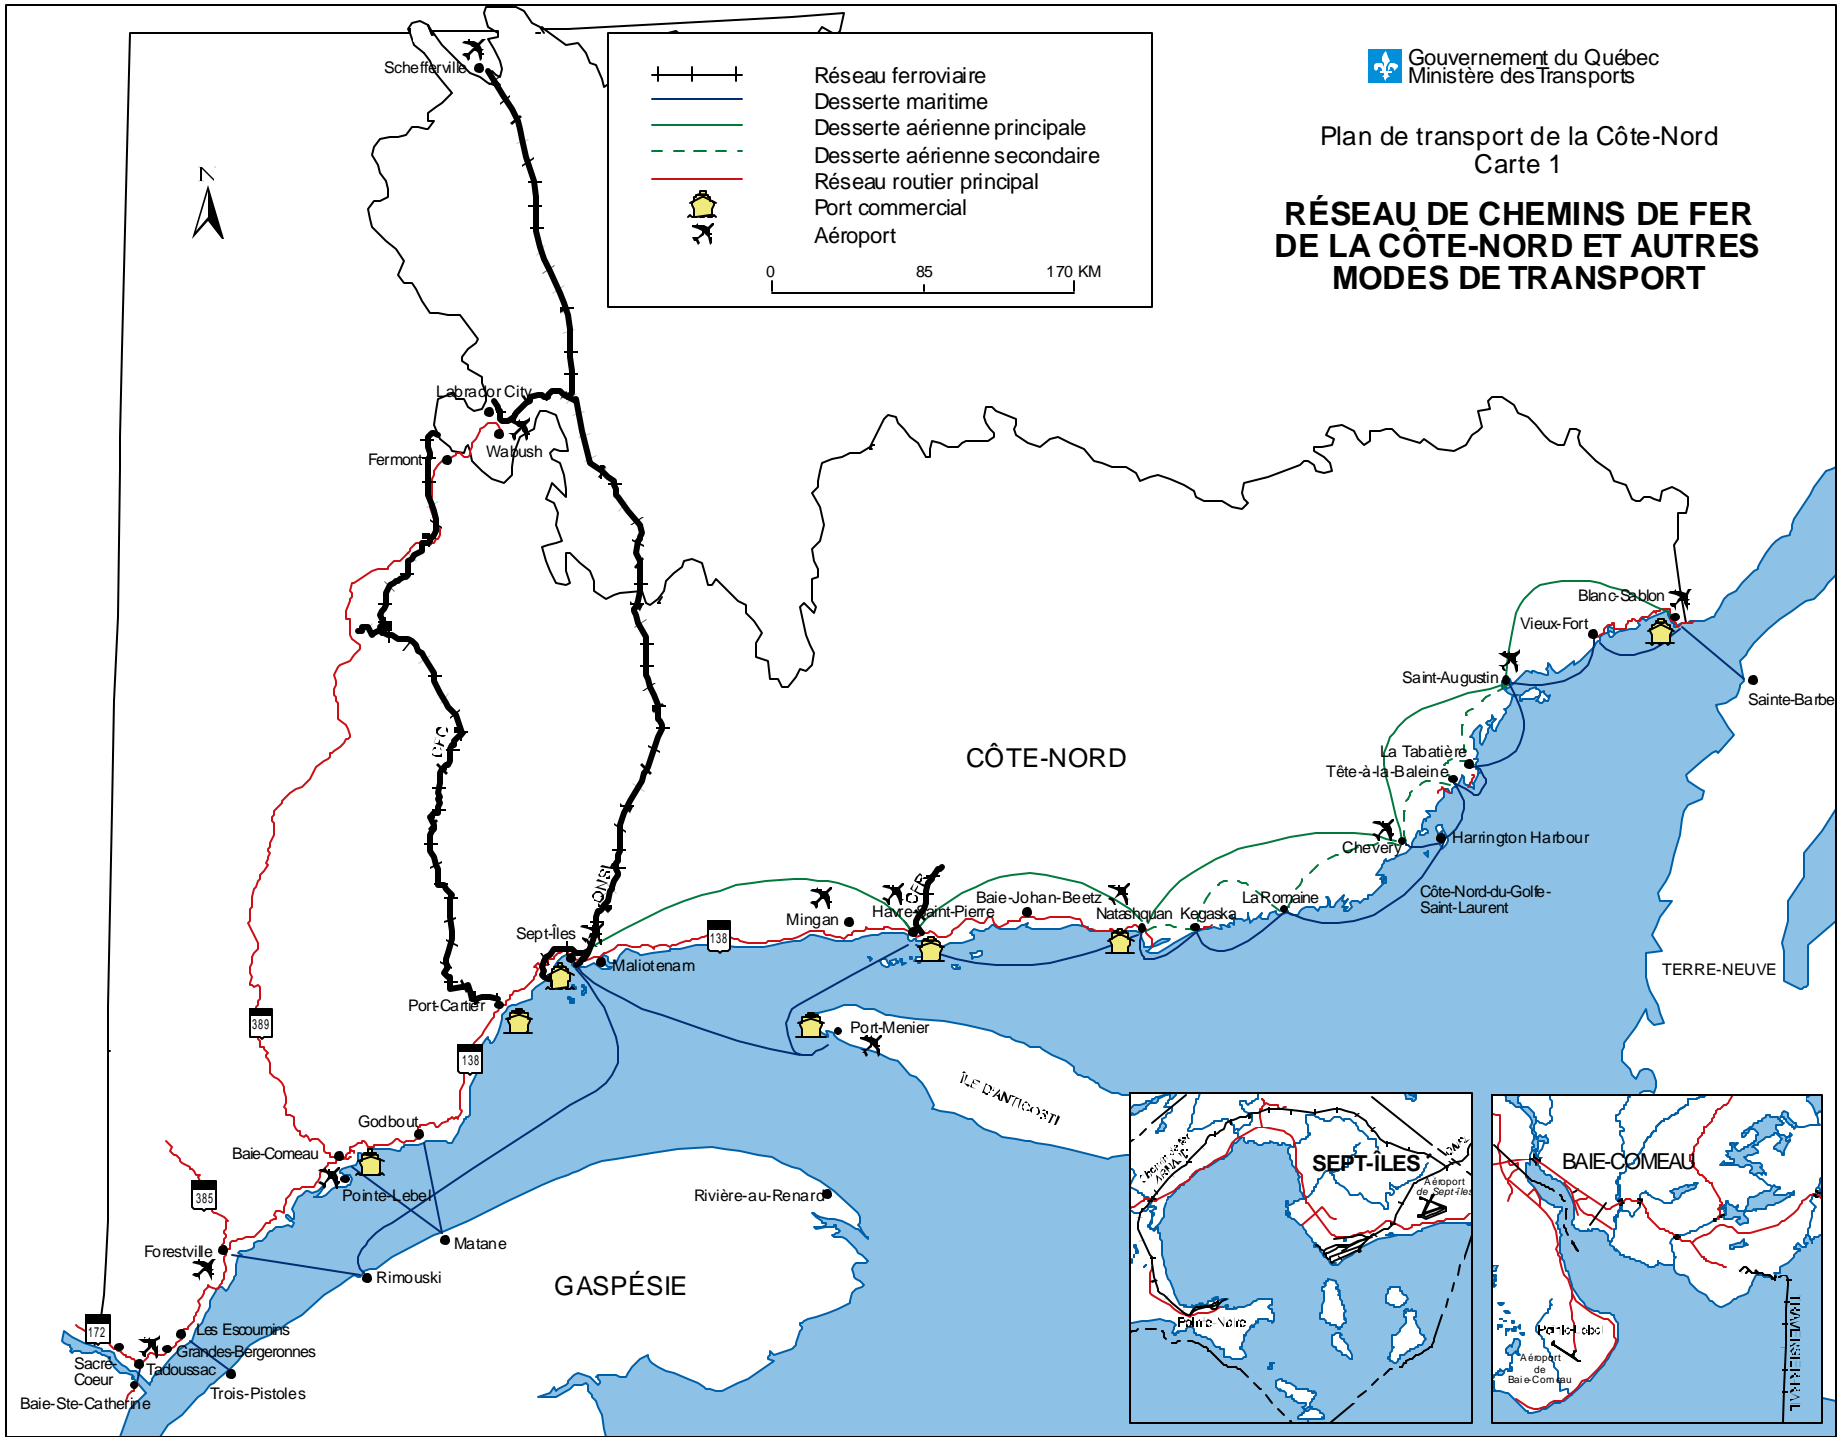 Gouvernement du Québec
Ministère des Transports
Plan de transport de la Côte-Nord
Carte 1
RÉSEAU DE CHEMINS DE FER
DE LA CÔTE-NORD ET AUTRES
MODES DE TRANSPORT
Réseau ferroviaire
Desserte maritime
Desserte aérienne principale
Desserte aérienne secondaire
Réseau routier principal
Port commercial
Aéroport
0 85 170 KM
N
Schefferville
Labrador City
Wabush
Fermont
Blanc-Sablon
Vieux-Fort
Saint-Augustin
Sainte-Barbe
CÔTE-NORD
La Tabatière
Tête-à-la-Baleine
Harrington Harbour
Chevery
Côte-Nord-du-Golfe-
Saint-Laurent
Baie-Johan-Beetz
La Romaine
Mingan
Havre-Saint-Pierre
Natashquan
Kegaska
Sept-Îles
138
Maliotenam
TERRE-NEUVE
Port-Cartier
389
Port-Menier
138
ÎLE D'ANTICOSTI
Godbout
Baie-Comeau
Pointe-Lebel
385
Rivière-au-Renard
Forestville
Matane
Rimouski
GASPÉSIE
172
Les Escoumins
Grandes-Bergeronnes
Sacré-
Coeur
Tadoussac
Trois-Pistoles
Baie-Ste-Catherine
SEPT-ÎLES
Aéroport
de Sept-Îles
Pointe-Noire
BAIE-COMEAU
Pointe-Lebel
Aéroport
de
Baie-Comeau
TRAVERSIER-RAIL